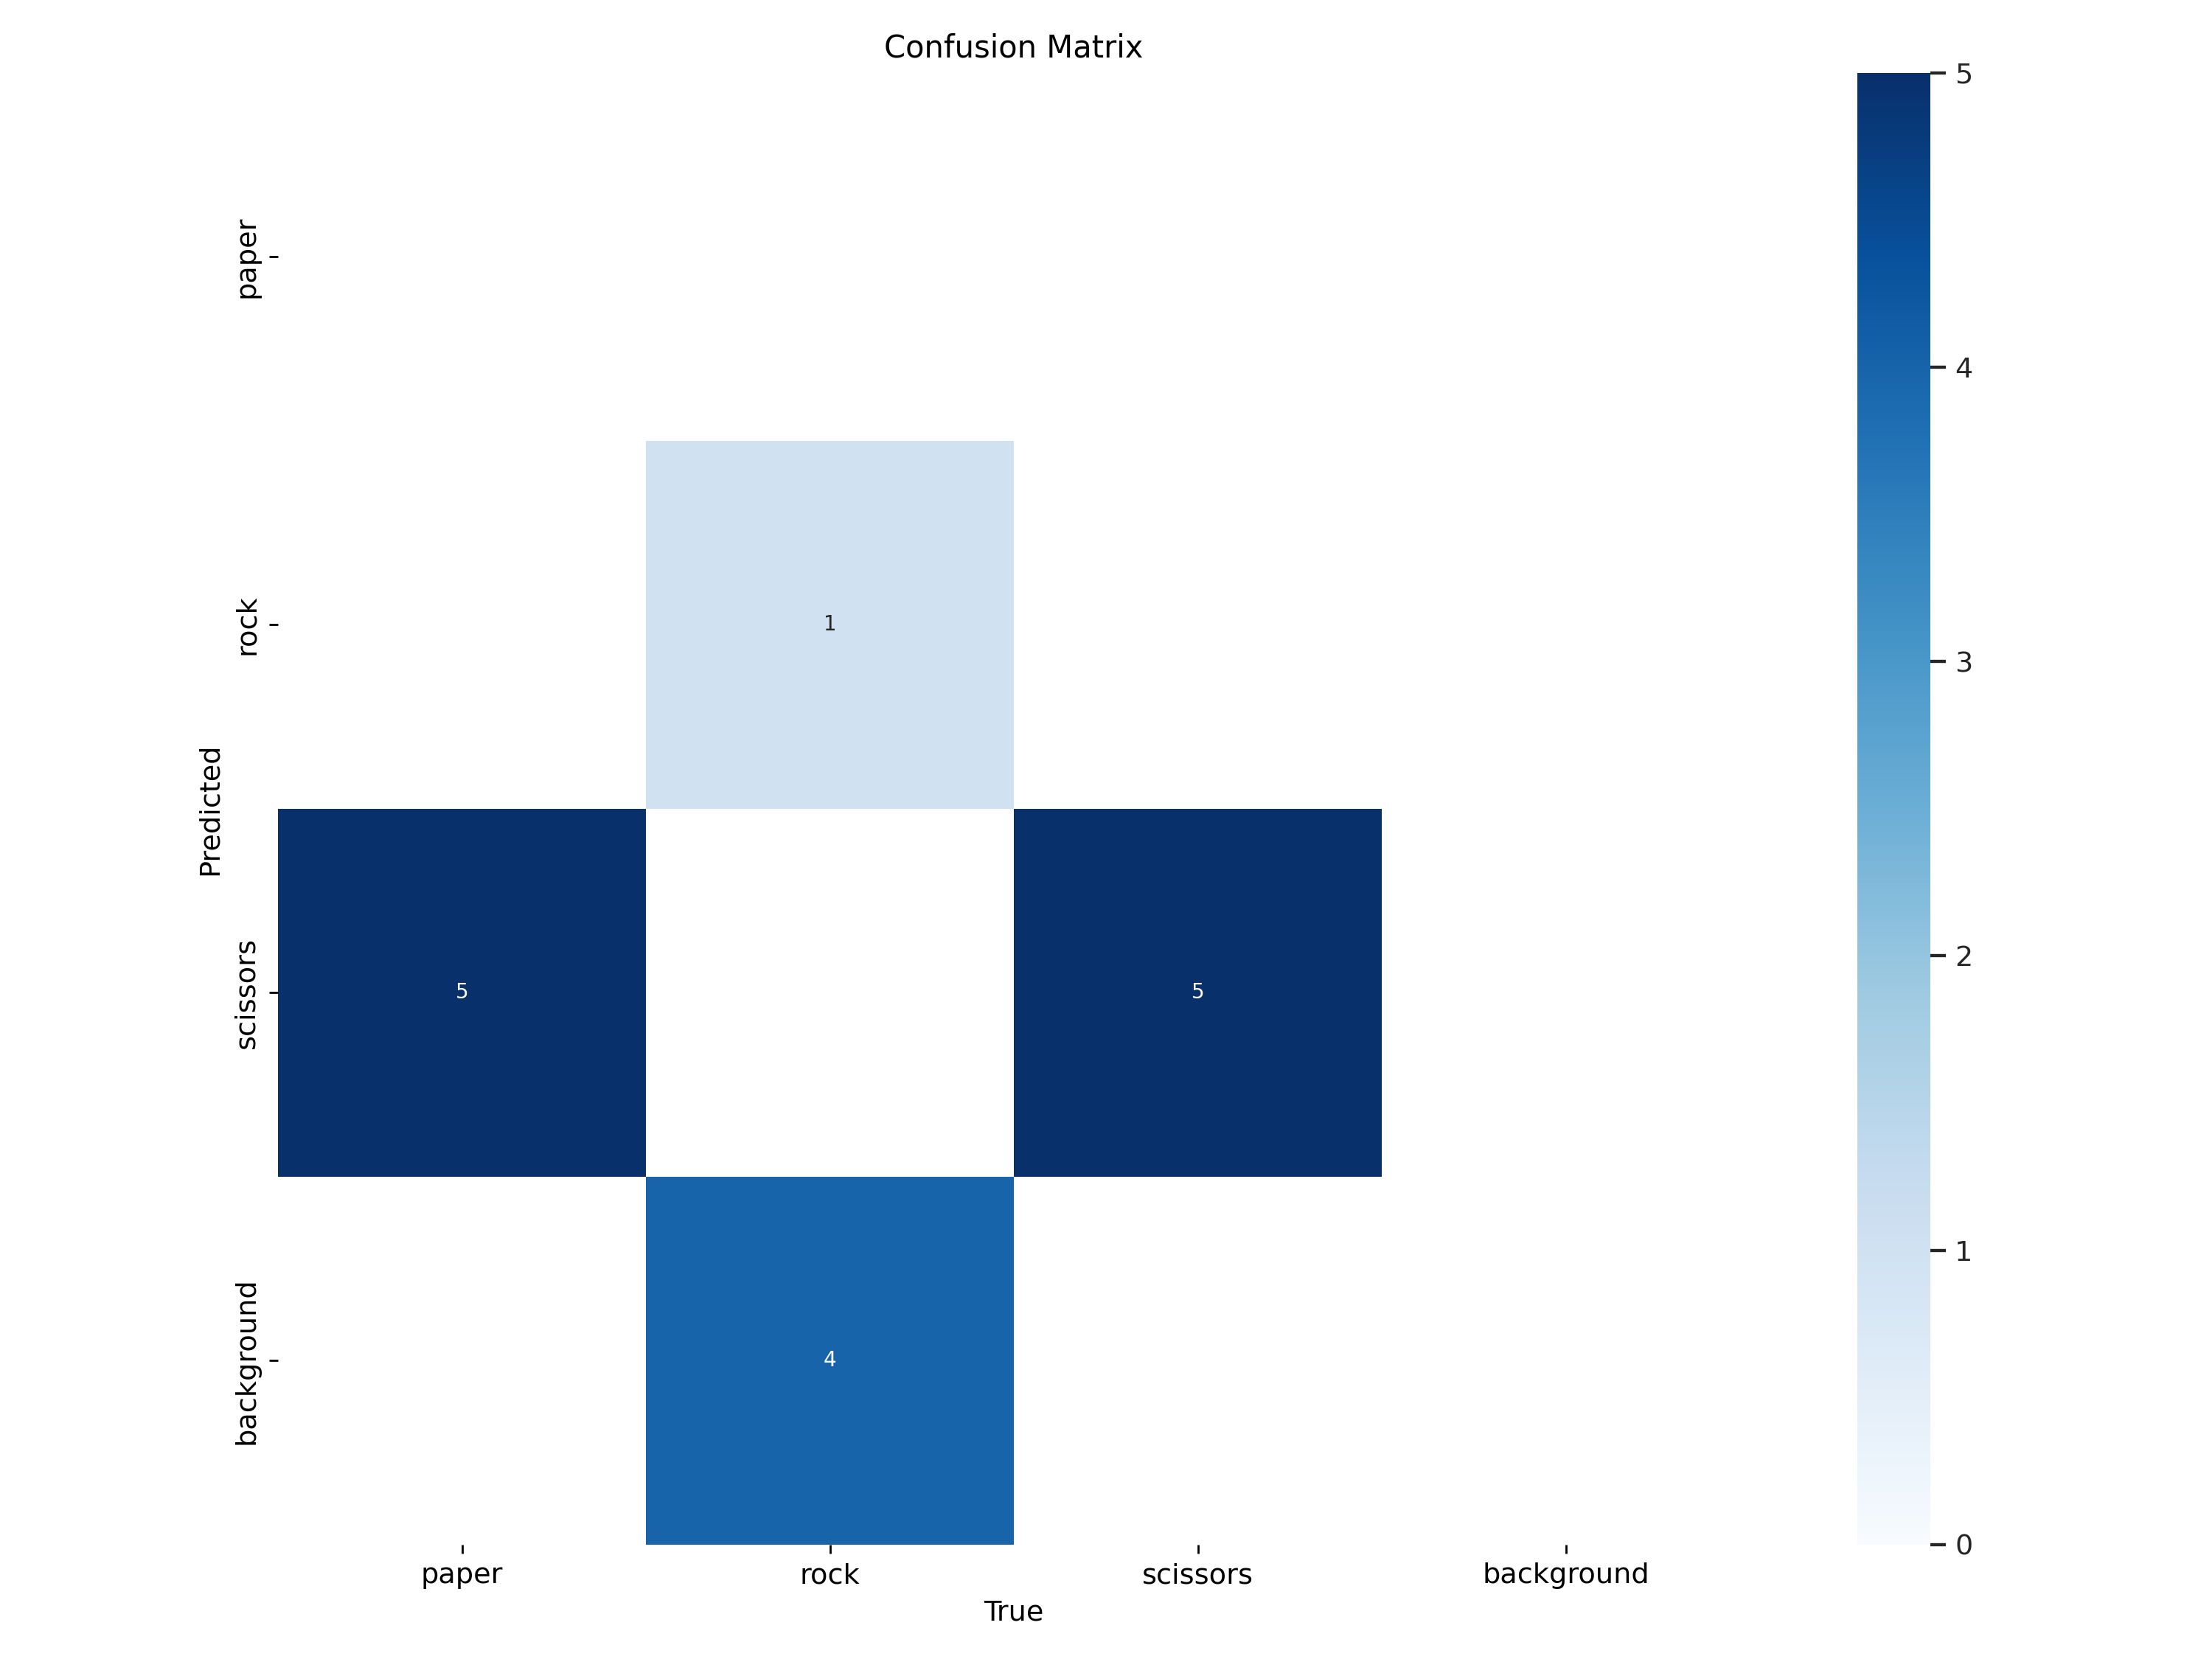 Confusion Matrix
5
paper
4
rock
1
3
Predicted
scissors
5
5
2
background
4
1
0
paper
rock
scissors
background
True